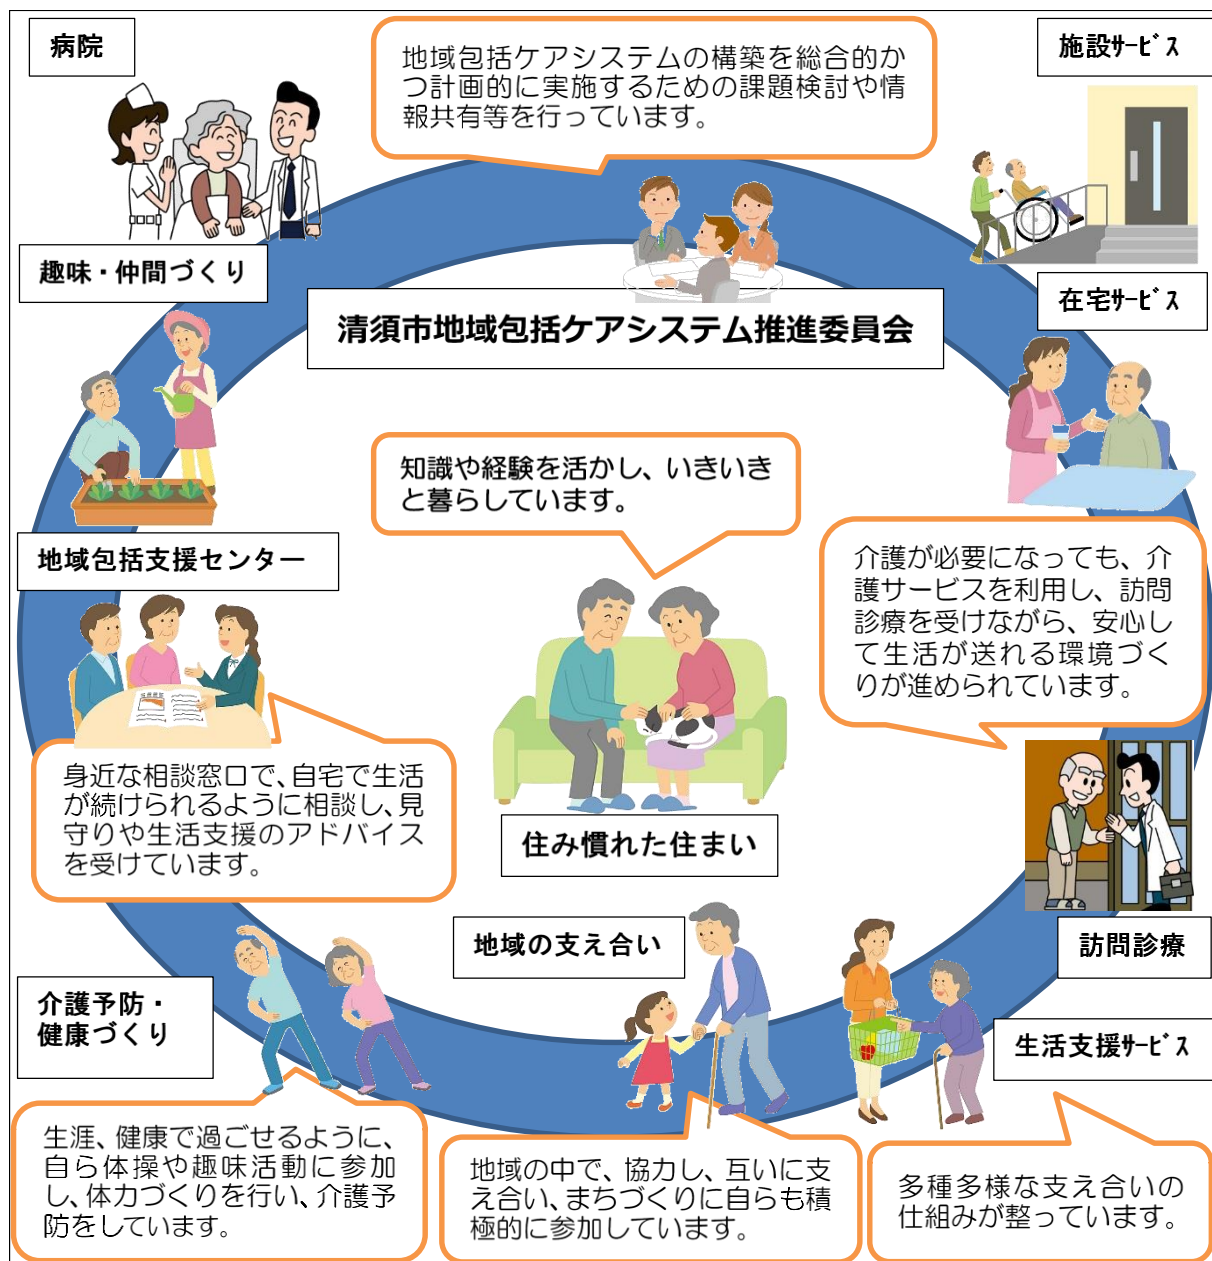 病院
地域包括ケアシステムの構築を総合的か
つ計画的に実施するための課題検討や情
報共有等を行っています。
施設ｻｰﾋﾞｽ
趣味・仲間づくり
在宅ｻｰﾋﾞｽ
清須市地域包括ケアシステム推進委員会
知識や経験を活かし、いきいき
と暮らしています。
地域包括支援センター
介護が必要になっても、介
護サービスを利用し、訪問
診療を受けながら、安心し
て生活が送れる環境づく
りが進められています。
身近な相談窓口で、自宅で生活
が続けられるように相談し、見
守りや生活支援のアドバイス
を受けています。
住み慣れた住まい
地域の支え合い
訪問診療
介護予防・
健康づくり
生活支援ｻｰﾋﾞｽ
生涯、健康で過ごせるように、
自ら体操や趣味活動に参加
し、体力づくりを行い、介護予
防をしています。
地域の中で、協力し、互いに支
え合い、まちづくりに自らも積
極的に参加しています。
多種多様な支え合いの
仕組みが整っています。